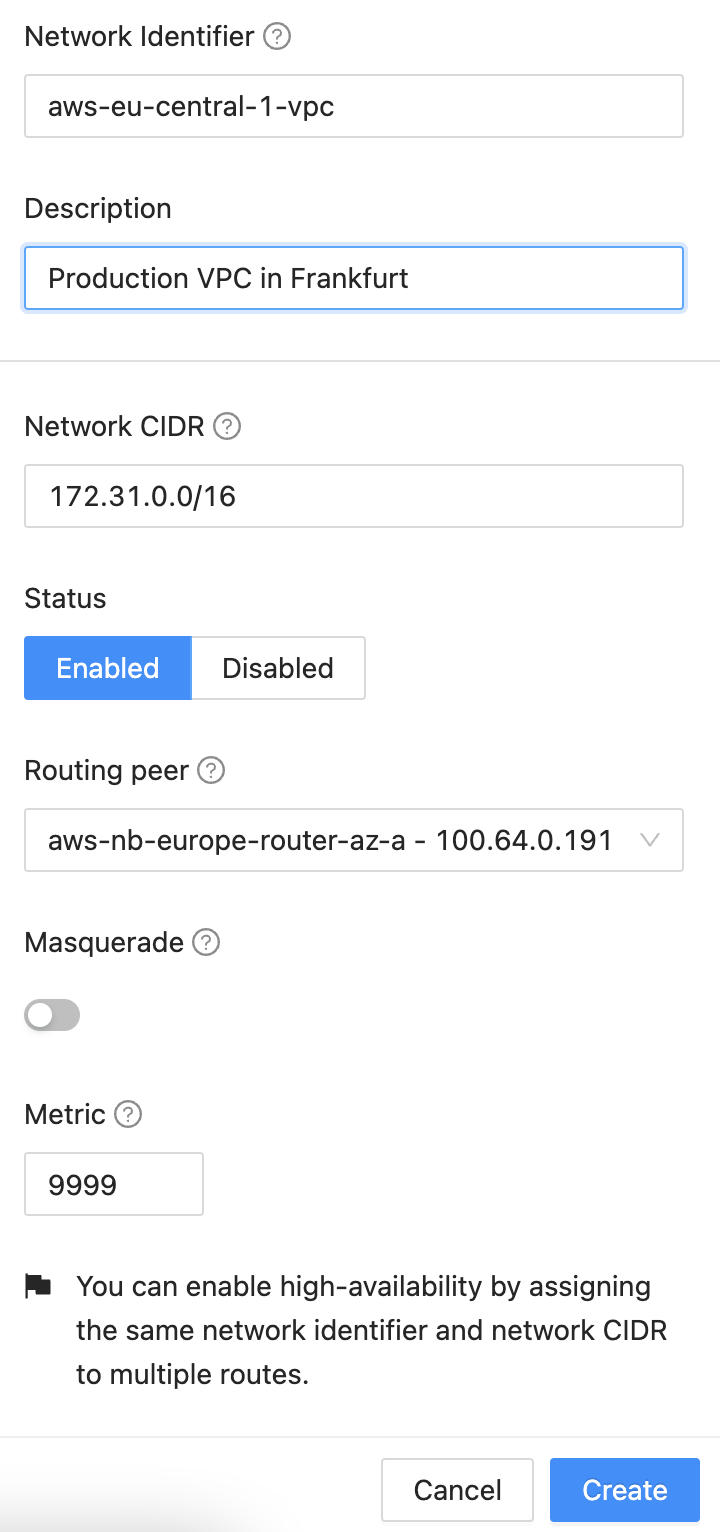 Network Identifier ?
aws-eu-central-1-vpc
Description
Production VPC in Frankfurt
Network CIDR ?
172.31.0.0/16
Status
Enabled Disabled
Routing peer ?
aws-nb-europe-router-az-a - 100.64.0.191
Masquerade ?
Metric ?
9999
You can enable high-availability by assigning
the same network identifier and network CIDR
to multiple routes.
Cancel Create